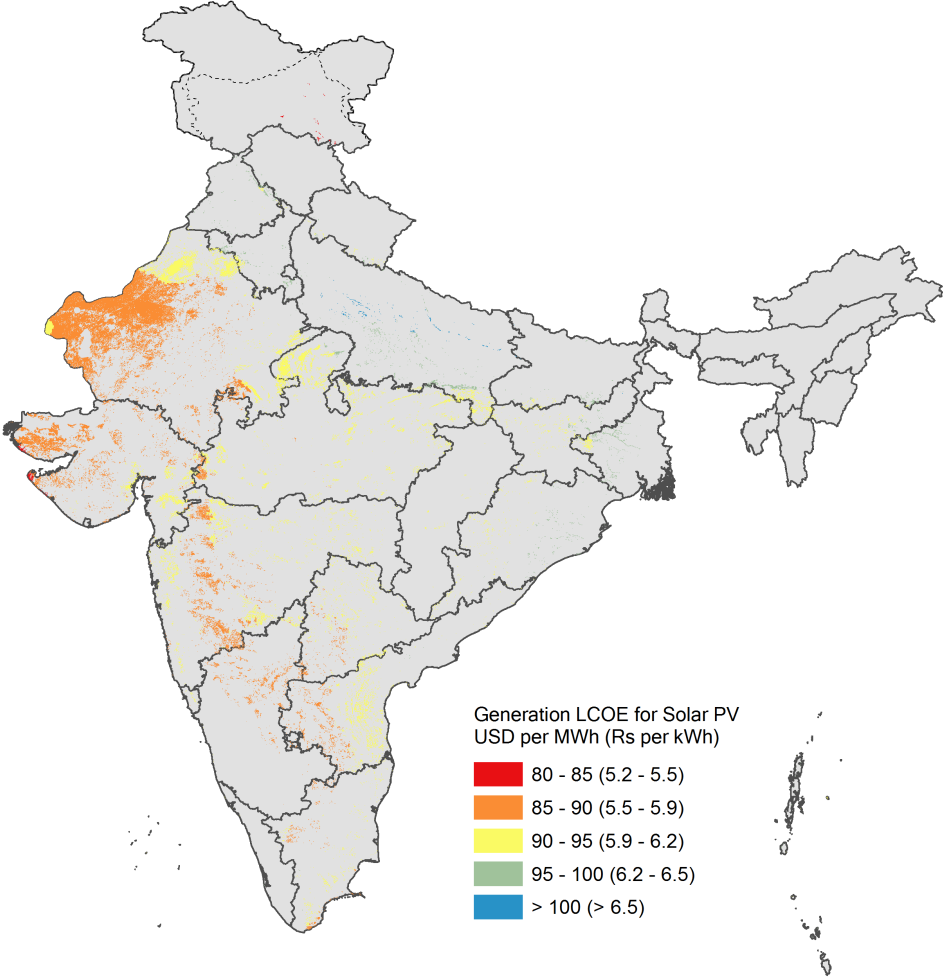 Generation LCOE for Solar PV
USD per MWh (Rs per kWh)
80 - 85 (5.2 - 5.5)
85 - 90 (5.5 - 5.9)
90 - 95 (5.9 - 6.2)
95 - 100 (6.2 - 6.5)
> 100 (> 6.5)